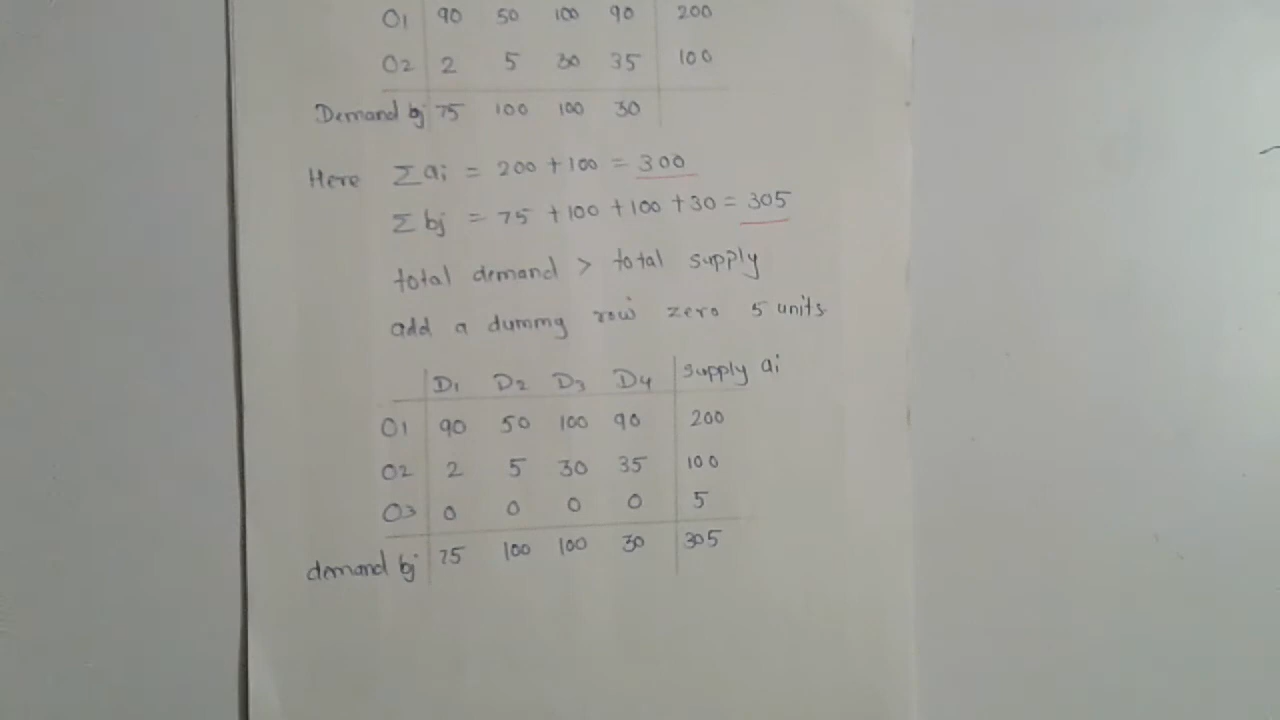 O1 90 50 100 90 200
O2 2 5 30 35 100
Demand bj 75 100 100 30
Here Σ ai = 200 + 100 = 300
Σ bj = 75 + 100 + 100 + 30 = 305
total demand > total supply
add a dummy row zero 5 units
D1 D2 D3 D4 supply ai
O1 90 50 100 90 200
O2 2 5 30 35 100
O3 0 0 0 0 5
demand bj 75 100 100 30 305